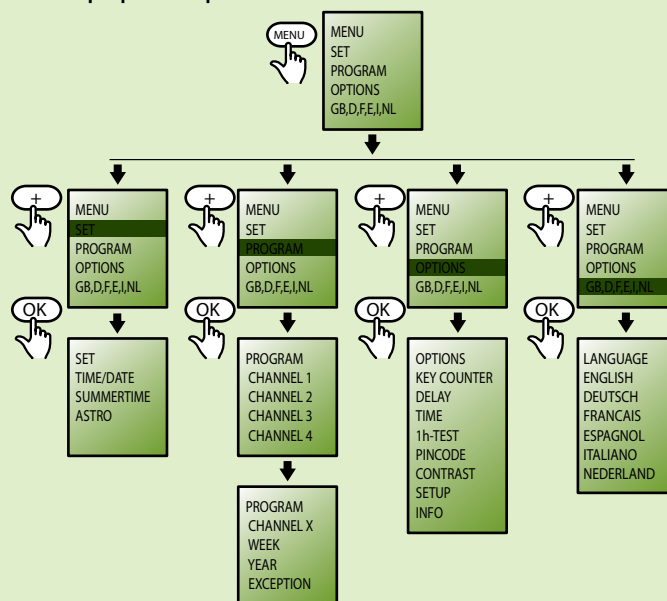 MENU
MENU
SET
PROGRAM
OPTIONS
GB,D,F,E,I,NL
+
MENU
SET
PROGRAM
OPTIONS
GB,D,F,E,I,NL
OK
SET
TIME/DATE
SUMMERTIME
ASTRO
+
MENU
SET
PROGRAM
OPTIONS
GB,D,F,E,I,NL
OK
PROGRAM
CHANNEL 1
CHANNEL 2
CHANNEL 3
CHANNEL 4
PROGRAM
CHANNEL X
WEEK
YEAR
EXCEPTION
+
MENU
SET
PROGRAM
OPTIONS
GB,D,F,E,I,NL
OK
OPTIONS
KEY COUNTER
DELAY
TIME
1h-TEST
PINCODE
CONTRAST
SETUP
INFO
+
MENU
SET
PROGRAM
OPTIONS
GB,D,F,E,I,NL
OK
LANGUAGE
ENGLISH
DEUTSCH
FRANCAIS
ESPAGNOL
ITALIANO
NEDERLAND